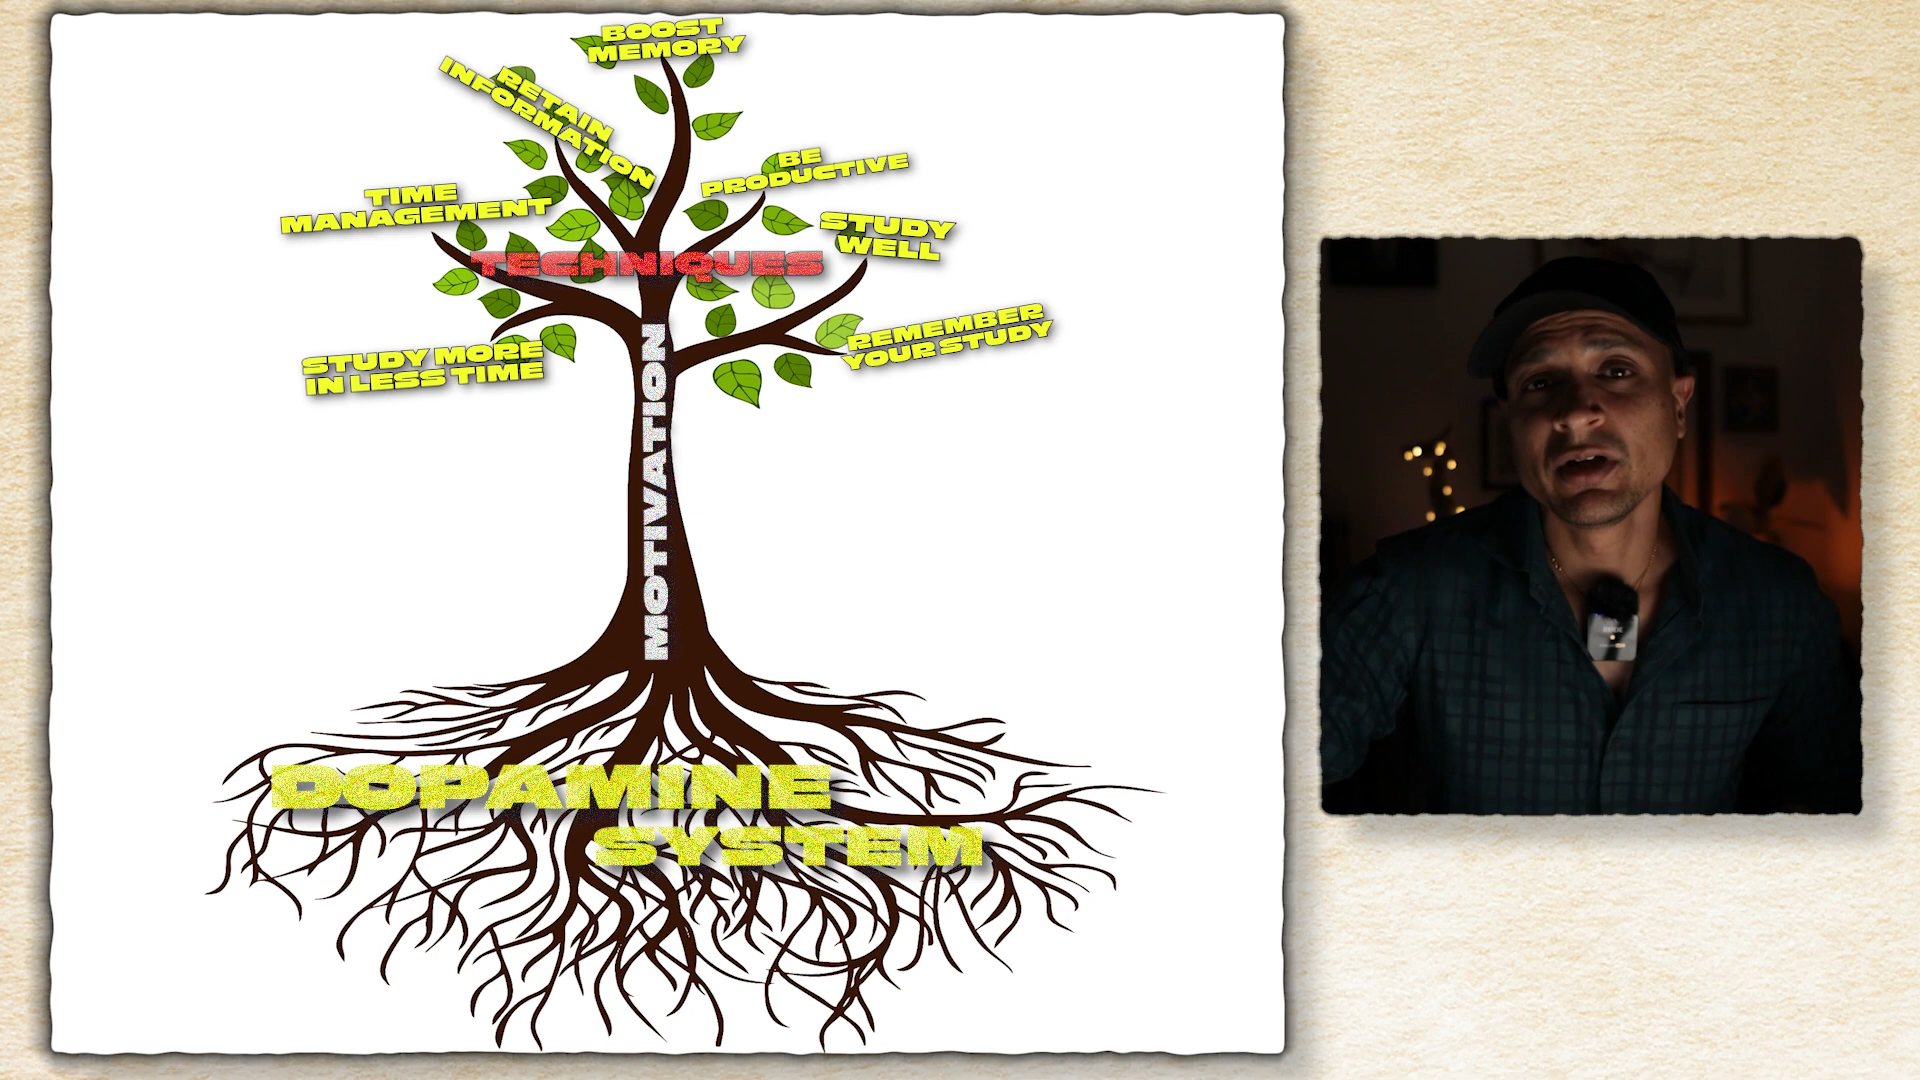 BOOST
MEMORY
RETAIN
INFORMATION
BE
PRODUCTIVE
TIME
MANAGEMENT
STUDY
WELL
TECHNIQUES
REMEMBER
YOUR STUDY
STUDY MORE
IN LESS TIME
MOTIVATION
DOPAMINE
SYSTEM